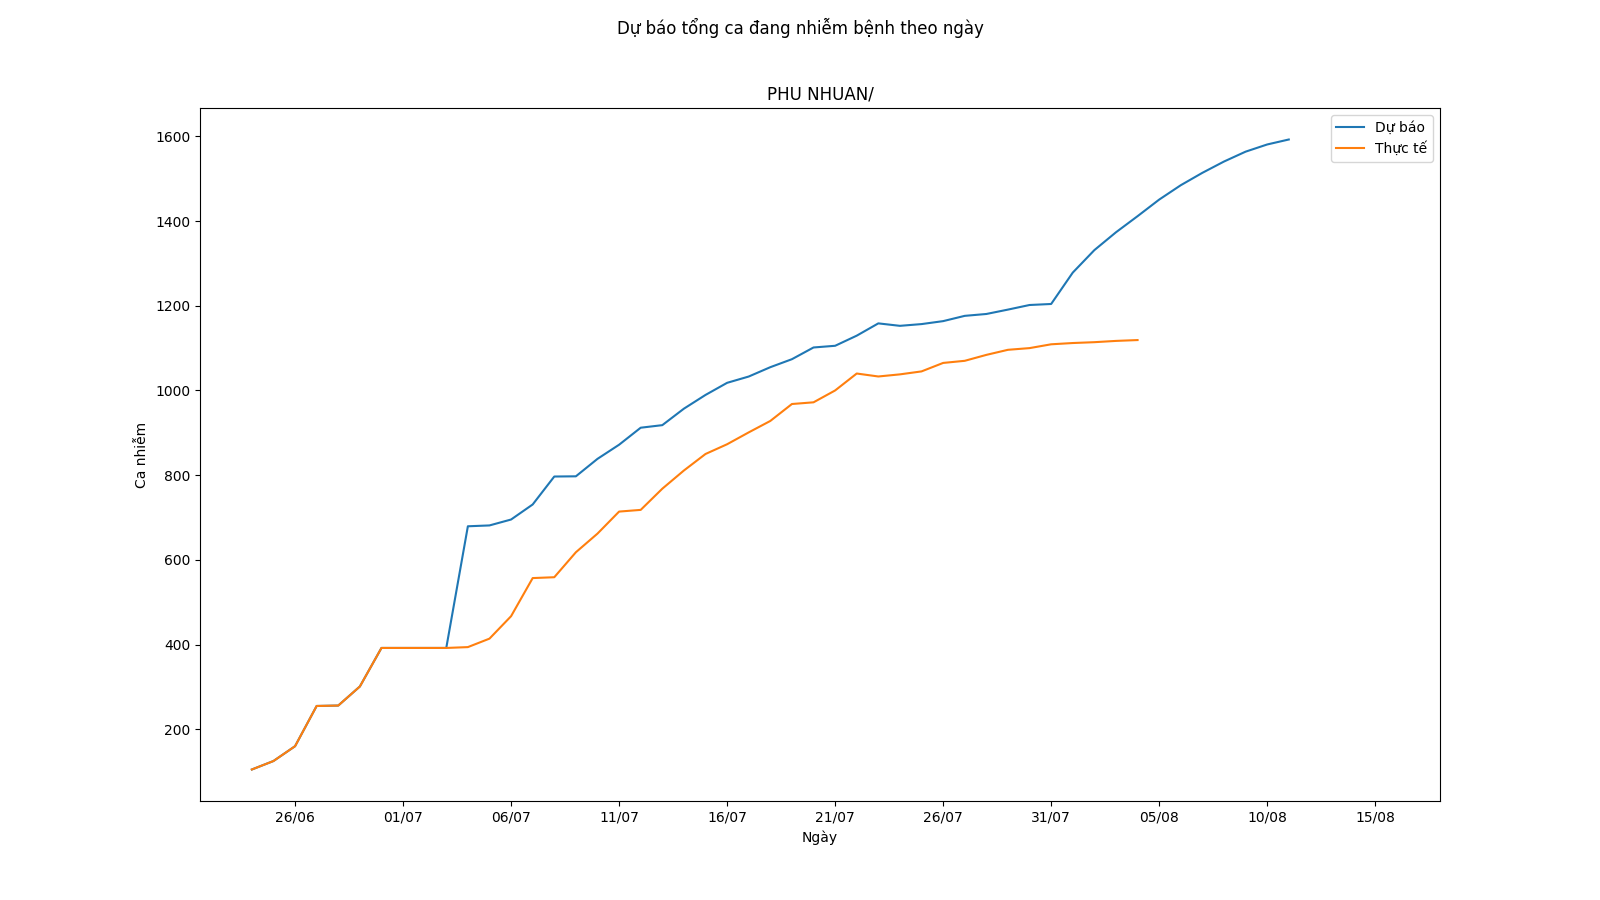 Dự báo tổng ca đang nhiễm bệnh theo ngày
PHU NHUAN/
Dự báo
Thực tế
1600
1400
1200
1000
800
600
400
200
Ca nhiễm
26/06 01/07 06/07 11/07 16/07 21/07 26/07 31/07 05/08 10/08 15/08
Ngày